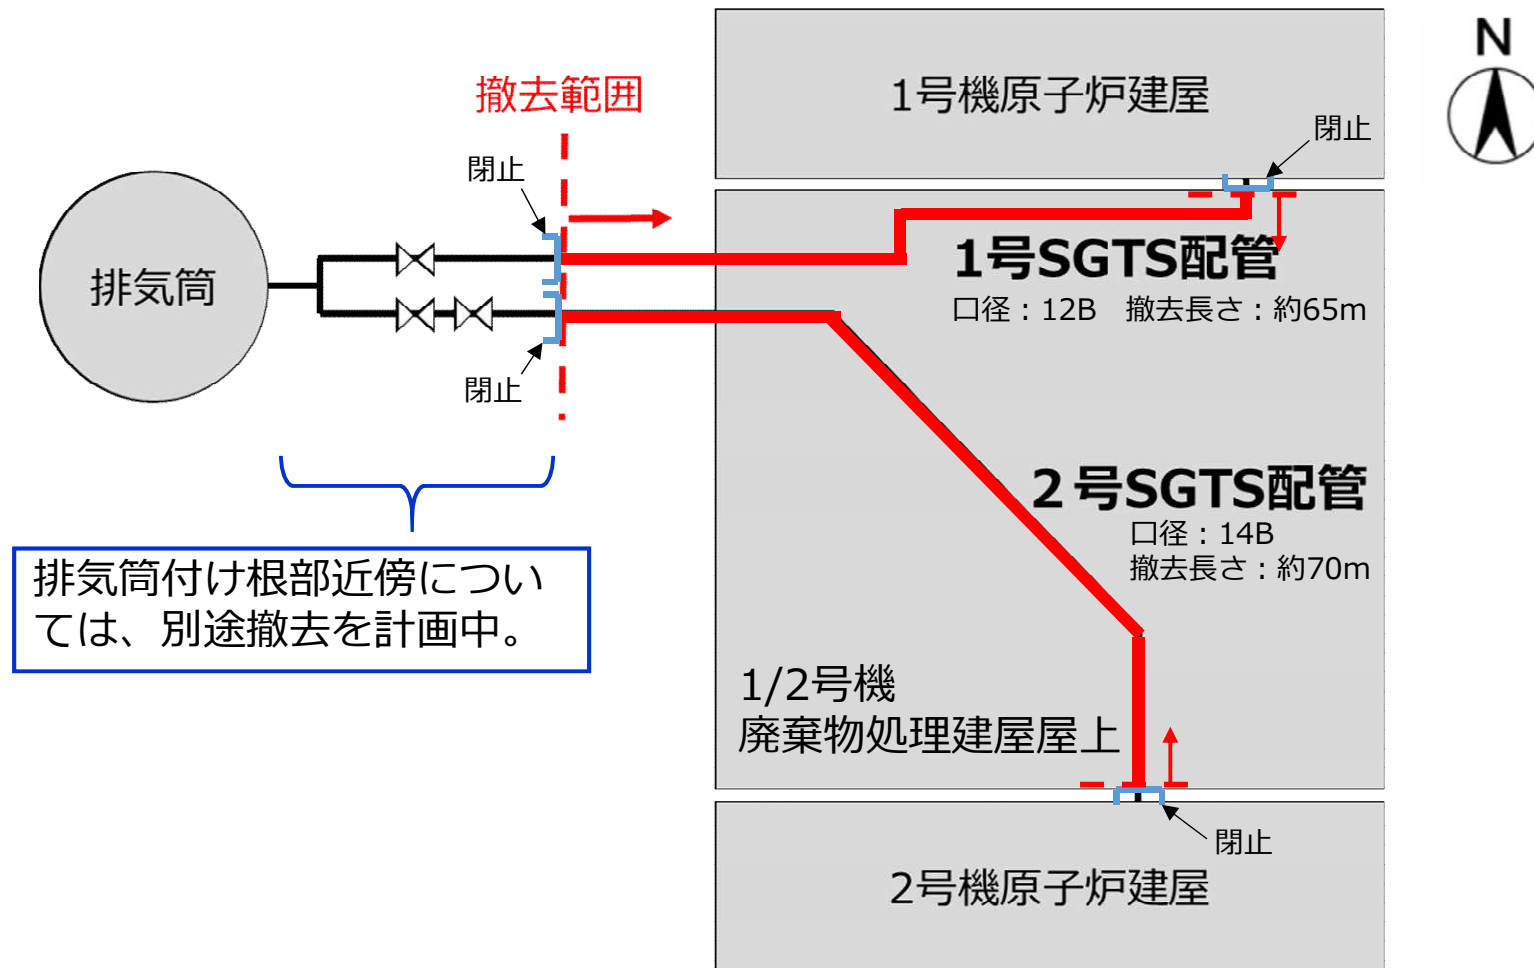 N
1号機原子炉建屋
撤去範囲
閉止
閉止
排気筒
1号SGTS配管
口径：12B　撤去長さ：約65m
閉止
２号SGTS配管
口径：14B
撤去長さ：約70m
排気筒付け根部近傍につい
ては、別途撤去を計画中。
1/2号機
廃棄物処理建屋屋上
閉止
2号機原子炉建屋